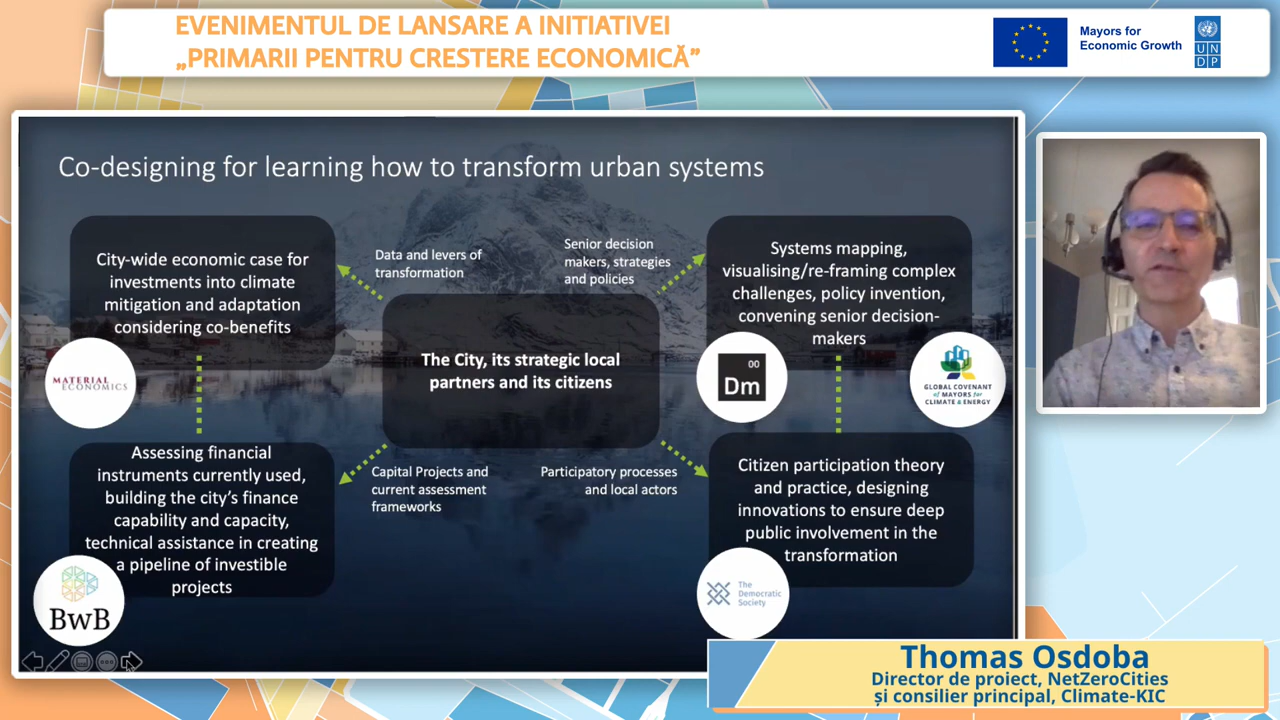 EVENIMENTUL DE LANSARE A INITIATIVEI
„PRIMARII PENTRU CRESTERE ECONOMICĂ”
Mayors for
Economic Growth
U N
D P
Co-designing for learning how to transform urban systems
City-wide economic case for
investments into climate
mitigation and adaptation
considering co-benefits
MATERIAL
ECONOMICS
Data and levers of
transformation
Senior decision
makers, strategies
and policies
Systems mapping,
visualising/re-framing complex
challenges, policy invention,
convening senior decision-
makers
00
Dm
GLOBAL COVENANT
of MAYORS for
CLIMATE & ENERGY
The City, its strategic local
partners and its citizens
Assessing financial
instruments currently used,
building the city’s finance
capability and capacity,
technical assistance in creating
a pipeline of investible
projects
BwB
Capital Projects and
current assessment
frameworks
Participatory processes
and local actors
Citizen participation theory
and practice, designing
innovations to ensure deep
public involvement in the
transformation
The
Democratic
Society
Thomas Osdoba
Director de proiect, NetZeroCities
și consilier principal, Climate-KIC